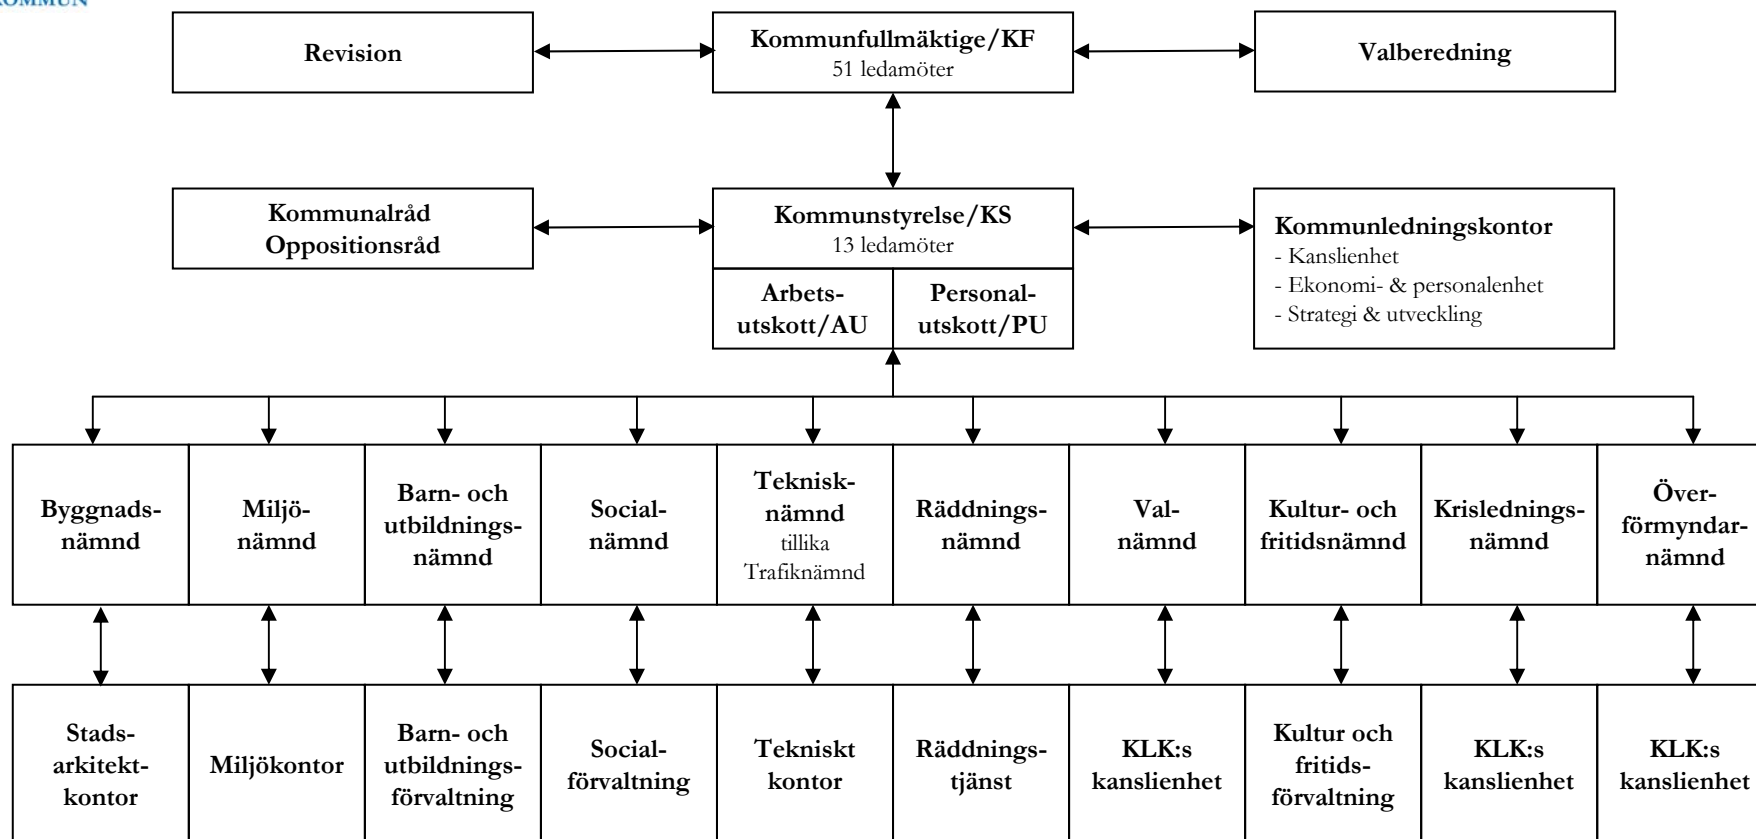 KOMMUN
Revision
Kommunfullmäktige/KF
51 ledamöter
Valberedning
Kommunalråd
Oppositionsråd
Kommunstyrelse/KS
13 ledamöter
Arbets-
utskott/AU
Personal-
utskott/PU
Kommunledningskontor
- Kanslienhet
- Ekonomi- & personalenhet
- Strategi & utveckling
Byggnads-
nämnd
Miljö-
nämnd
Barn- och
utbildnings-
nämnd
Social-
nämnd
Teknisk-
nämnd
tillika
Trafiknämnd
Räddnings-
nämnd
Val-
nämnd
Kultur- och
fritidsnämnd
Krislednings-
nämnd
Över-
förmyndar-
nämnd
Stads-
arkitekt-
kontor
Miljökontor
Barn- och
utbildnings-
förvaltning
Social-
förvaltning
Tekniskt
kontor
Räddnings-
tjänst
KLK:s
kanslienhet
Kultur och
fritids-
förvaltning
KLK:s
kanslienhet
KLK:s
kanslienhet